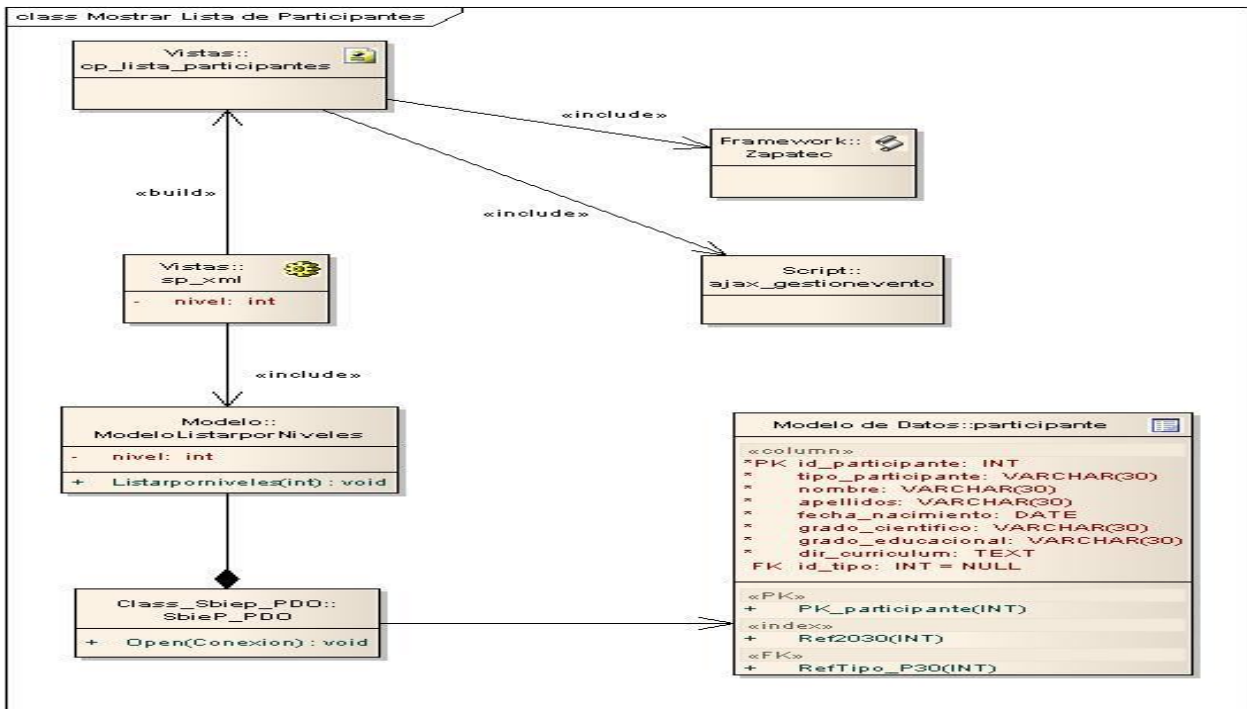 class Mostrar Lista de Participantes
Vistas::
cp_lista_participantes
«include»
Framework::
Zapatec
«build»
«include»
Vistas::
sp_xml
- nivel: int
Script::
ajax_gestionevento
«include»
Modelo::
ModeloListarporNiveles
- nivel: int
+ Listarporniveles(int) : void
Modelo de Datos::participante
«column»
*PK id_participante: INT
* tipo_participante: VARCHAR(30)
* nombre: VARCHAR(30)
* apellidos: VARCHAR(30)
* fecha_nacimiento: DATE
* grado_cientifico: VARCHAR(30)
* grado_educacional: VARCHAR(30)
* dir_curriculum: TEXT
FK id_tipo: INT = NULL
«PK»
+ PK_participante(INT)
«index»
+ Ref2030(INT)
«FK»
+ RefTipo_P30(INT)
Class_Sbiep_PDO::
SbieP_PDO
+ Open(Conexion) : void